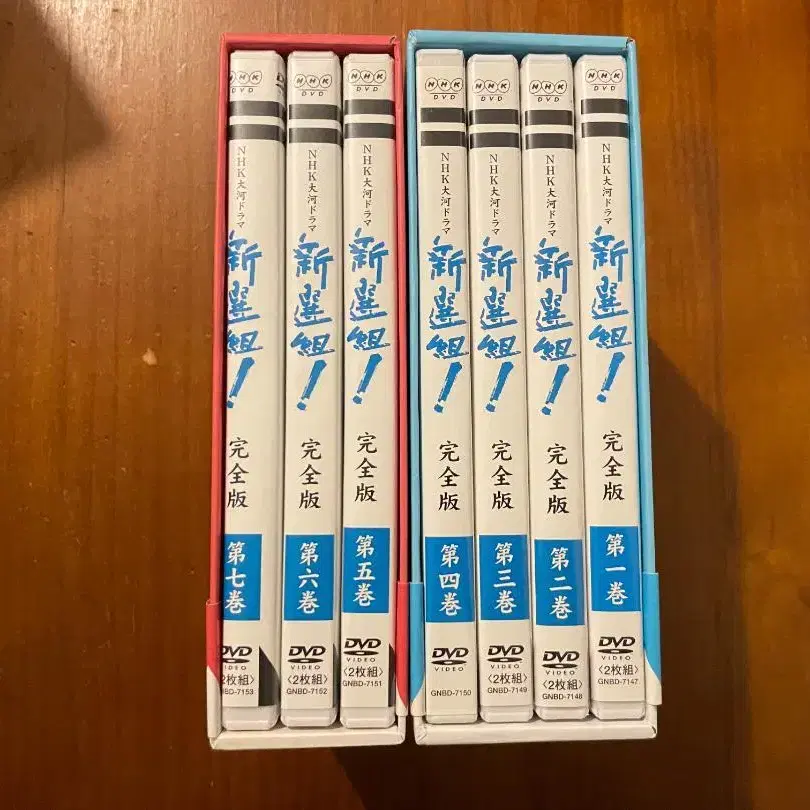 NHK
DVD
NHK大河ドラマ
新選組!
完全版
第一巻
DVD
VIDEO
〈2枚組〉
GNBD-7147
NHK
DVD
NHK大河ドラマ
新選組!
完全版
第二巻
DVD
VIDEO
〈2枚組〉
GNBD-7148
NHK
DVD
NHK大河ドラマ
新選組!
完全版
第三巻
DVD
VIDEO
〈2枚組〉
GNBD-7149
NHK
DVD
NHK大河ドラマ
新選組!
完全版
第四巻
DVD
VIDEO
GNBD-7150
NHK
DVD
NHK大河ドラマ
新選組!
完全版
第五巻
DVD
VIDEO
〈2枚組〉
GNBD-7151
NHK
DVD
NHK大河ドラマ
新選組!
完全版
第六巻
DVD
VIDEO
〈2枚組〉
GNBD-7152
NHK
DVD
NHK大河ドラマ
新選組!
完全版
第七巻
DVD
VIDEO
2枚組〉
NBD-7153